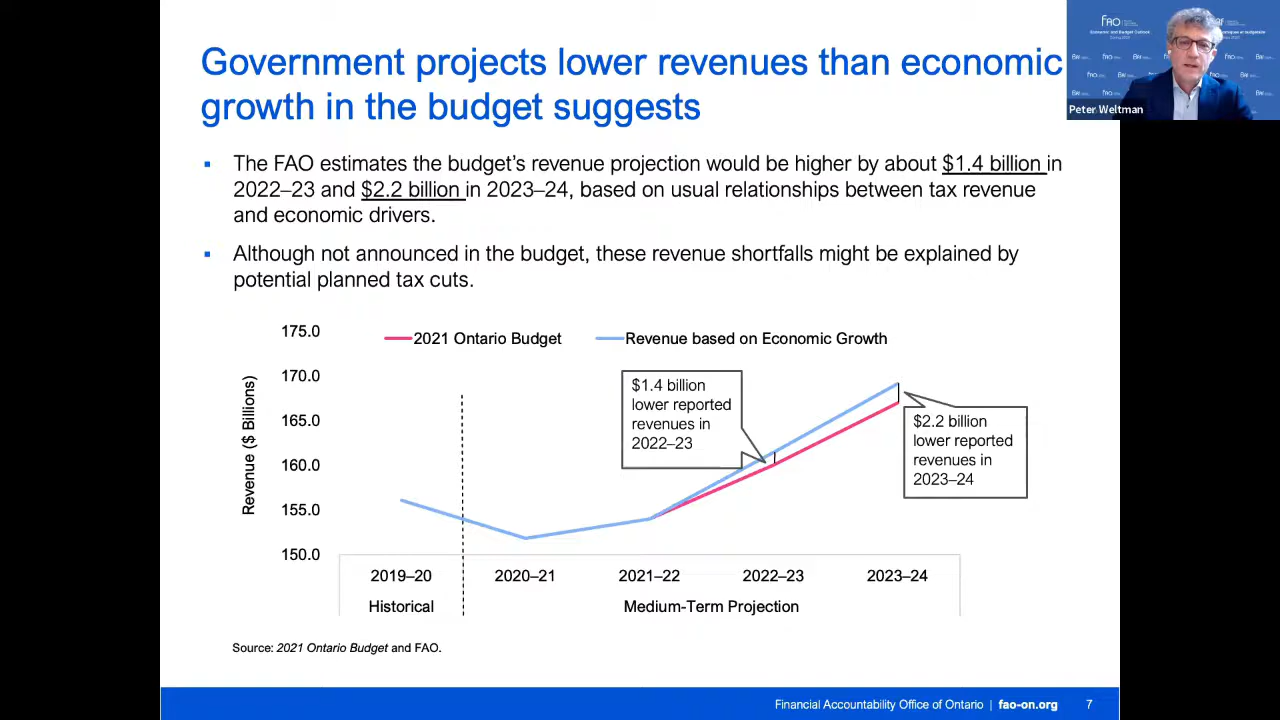 Government projects lower revenues than economic
growth in the budget suggests
FAO
Peter Weltman
▪ The FAO estimates the budget's revenue projection would be higher by about $1.4 billion in
2022–23 and $2.2 billion in 2023–24, based on usual relationships between tax revenue
and economic drivers.
▪ Although not announced in the budget, these revenue shortfalls might be explained by
potential planned tax cuts.
Revenue ($ Billions)
175.0
170.0
165.0
160.0
155.0
150.0
2021 Ontario Budget
Revenue based on Economic Growth
$1.4 billion
lower reported
revenues in
2022–23
$2.2 billion
lower reported
revenues in
2023–24
2019–20 2020–21 2021–22 2022–23 2023–24
Historical Medium-Term Projection
Source: 2021 Ontario Budget and FAO.
Financial Accountability Office of Ontario | fao-on.org 7